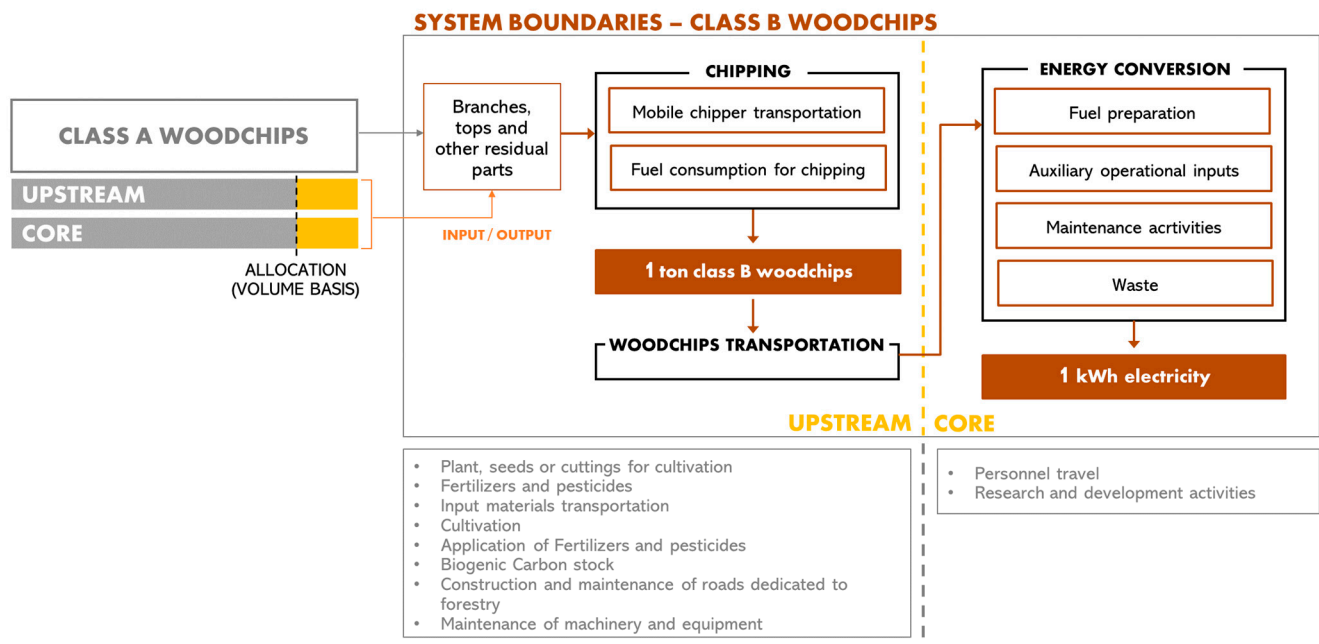 SYSTEM BOUNDARIES – CLASS B WOODCHIPS
CLASS A WOODCHIPS
UPSTREAM
CORE
ALLOCATION
(VOLUME BASIS)
Branches,
tops and
other residual
parts
INPUT / OUTPUT
CHIPPING
Mobile chipper transportation
Fuel consumption for chipping
1 ton class B woodchips
WOODCHIPS TRANSPORTATION
ENERGY CONVERSION
Fuel preparation
Auxiliary operational inputs
Maintenance acrtivities
Waste
1 kWh electricity
UPSTREAM
CORE
• Plant, seeds or cuttings for cultivation
• Fertilizers and pesticides
• Input materials transportation
• Cultivation
• Application of Fertilizers and pesticides
• Biogenic Carbon stock
• Construction and maintenance of roads dedicated to
forestry
• Maintenance of machinery and equipment
• Personnel travel
• Research and development activities